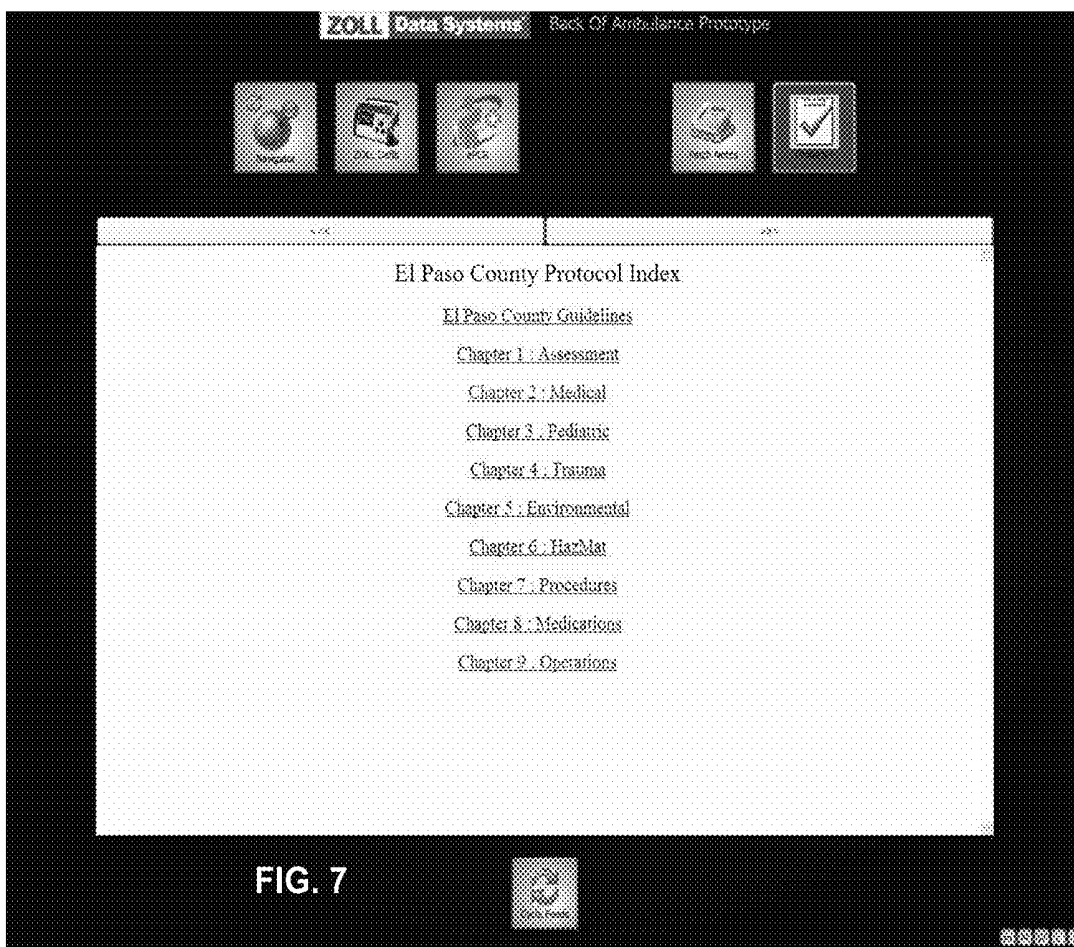 ZOLL Data Systems Back Of Ambulance Prototype
Navigator
ePCR
<<<
>>>
El Paso County Protocol Index
El Paso County Guidelines
Chapter 1 : Assessment
Chapter 2 : Medical
Chapter 3 : Pediatric
Chapter 4 : Trauma
Chapter 5 : Environmental
Chapter 6 : HazMat
Chapter 7 : Procedures
Chapter 8 : Medications
Chapter 9 : Operations
FIG. 7